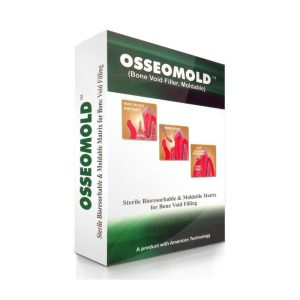 OSSEOMOLD™
(Bone Void Filler, Moldable)
Sterile Bioresorbable & Moldable Matrix
for Bone Void Filling
A product with American Technology
OSSEOMOLD™
Sterile Bioresorbable & Moldable Matrix for Bone Void Filling